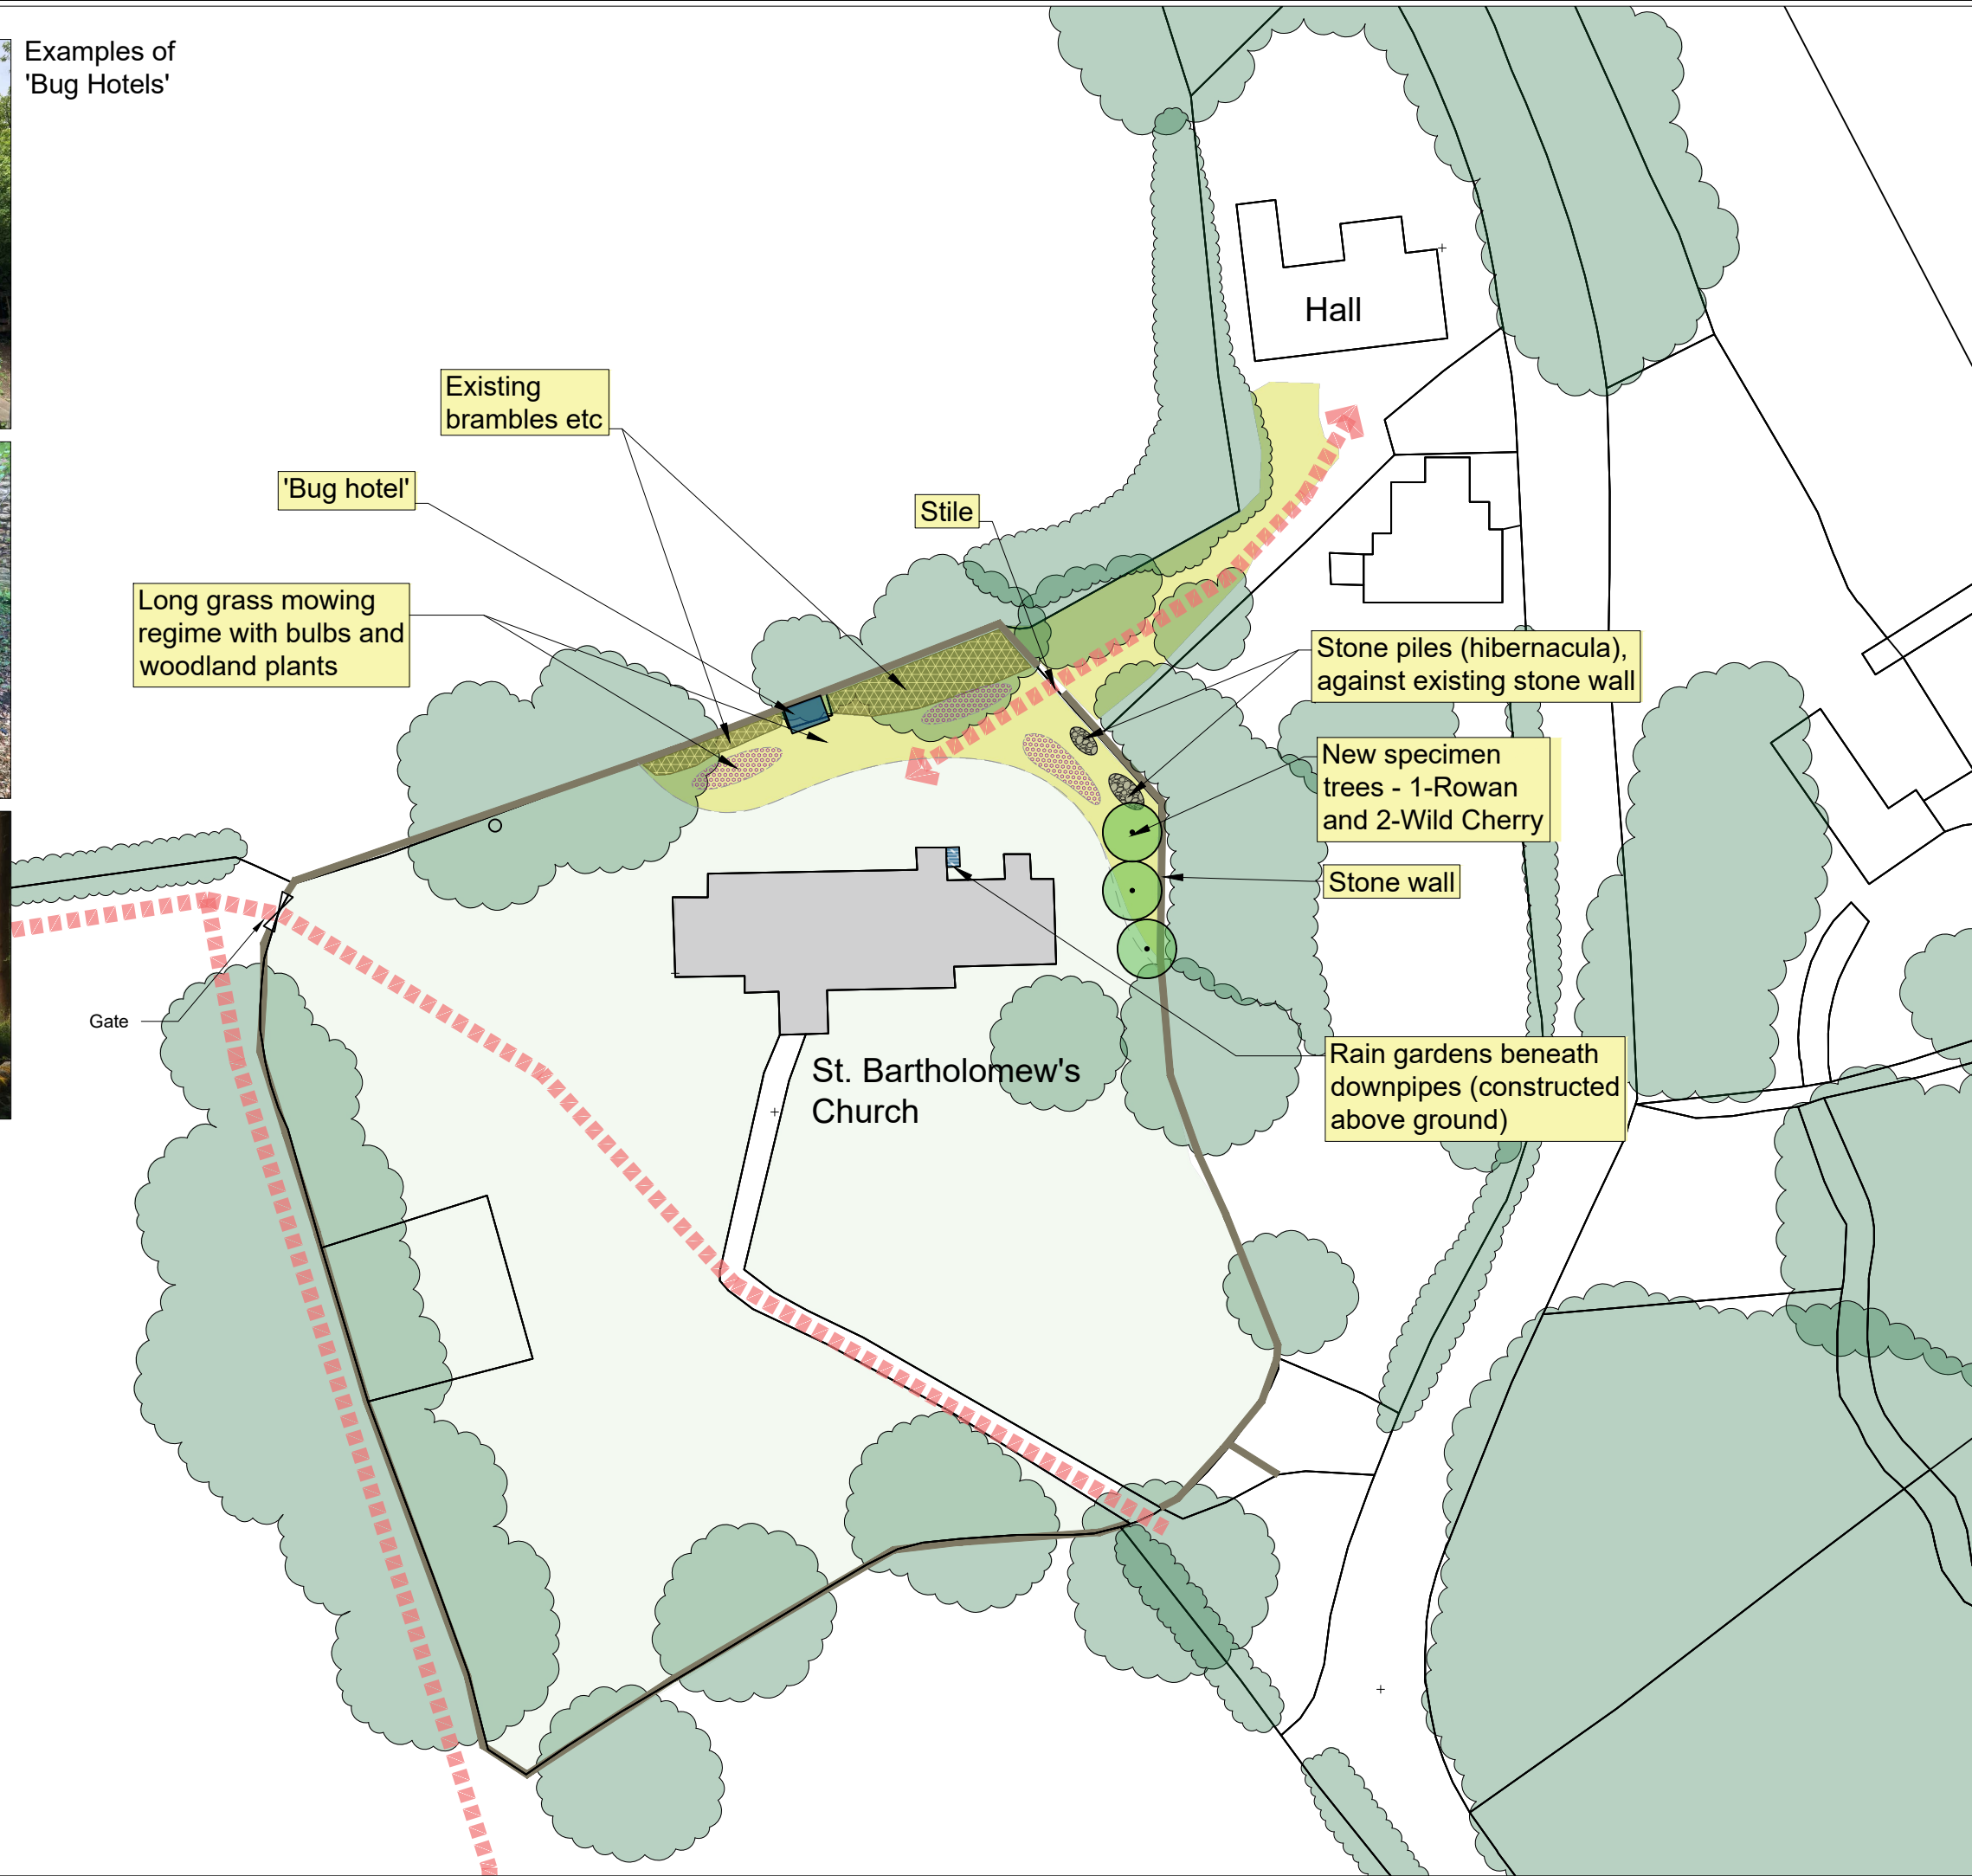 Examples of
'Bug Hotels'
Hall
Existing
brambles etc
'Bug hotel'
Stile
Long grass mowing
regime with bulbs and
woodland plants
Stone piles (hibernacula),
against existing stone wall
New specimen
trees - 1-Rowan
and 2-Wild Cherry
Stone wall
Gate
St. Bartholomew's
Church
Rain gardens beneath
downpipes (constructed
above ground)